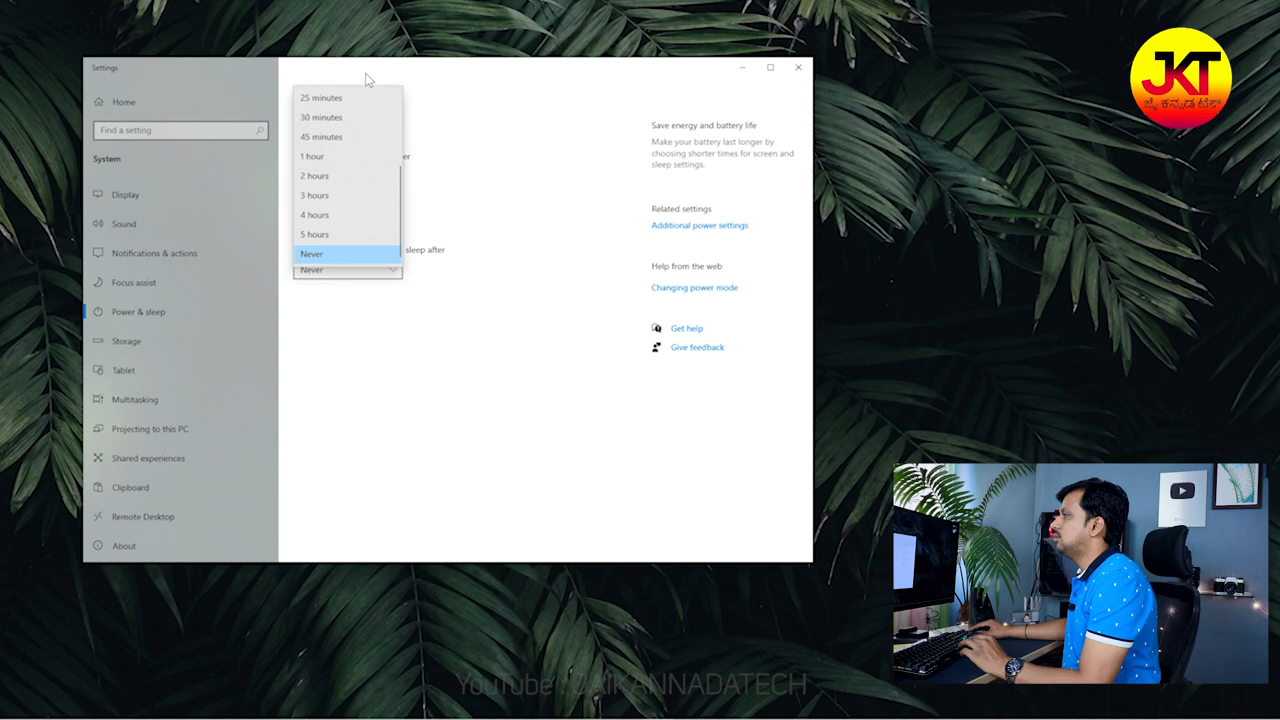 Settings
Home
Find a setting
System
Display
Sound
Notifications & actions
Focus assist
Power & sleep
Storage
Tablet
Multitasking
Projecting to this PC
Shared experiences
Clipboard
Remote Desktop
About
25 minutes
30 minutes
45 minutes
1 hour
2 hours
3 hours
4 hours
5 hours
Never
er
sleep after
Never
Save energy and battery life
Make your battery last longer by
choosing shorter times for screen and
sleep settings.
Related settings
Additional power settings
Help from the web
Changing power mode
Get help
Give feedback
JKT
ಜೈ ಕನ್ನಡ ಟೆಕ್
YouTube : JAIKANNADATECH